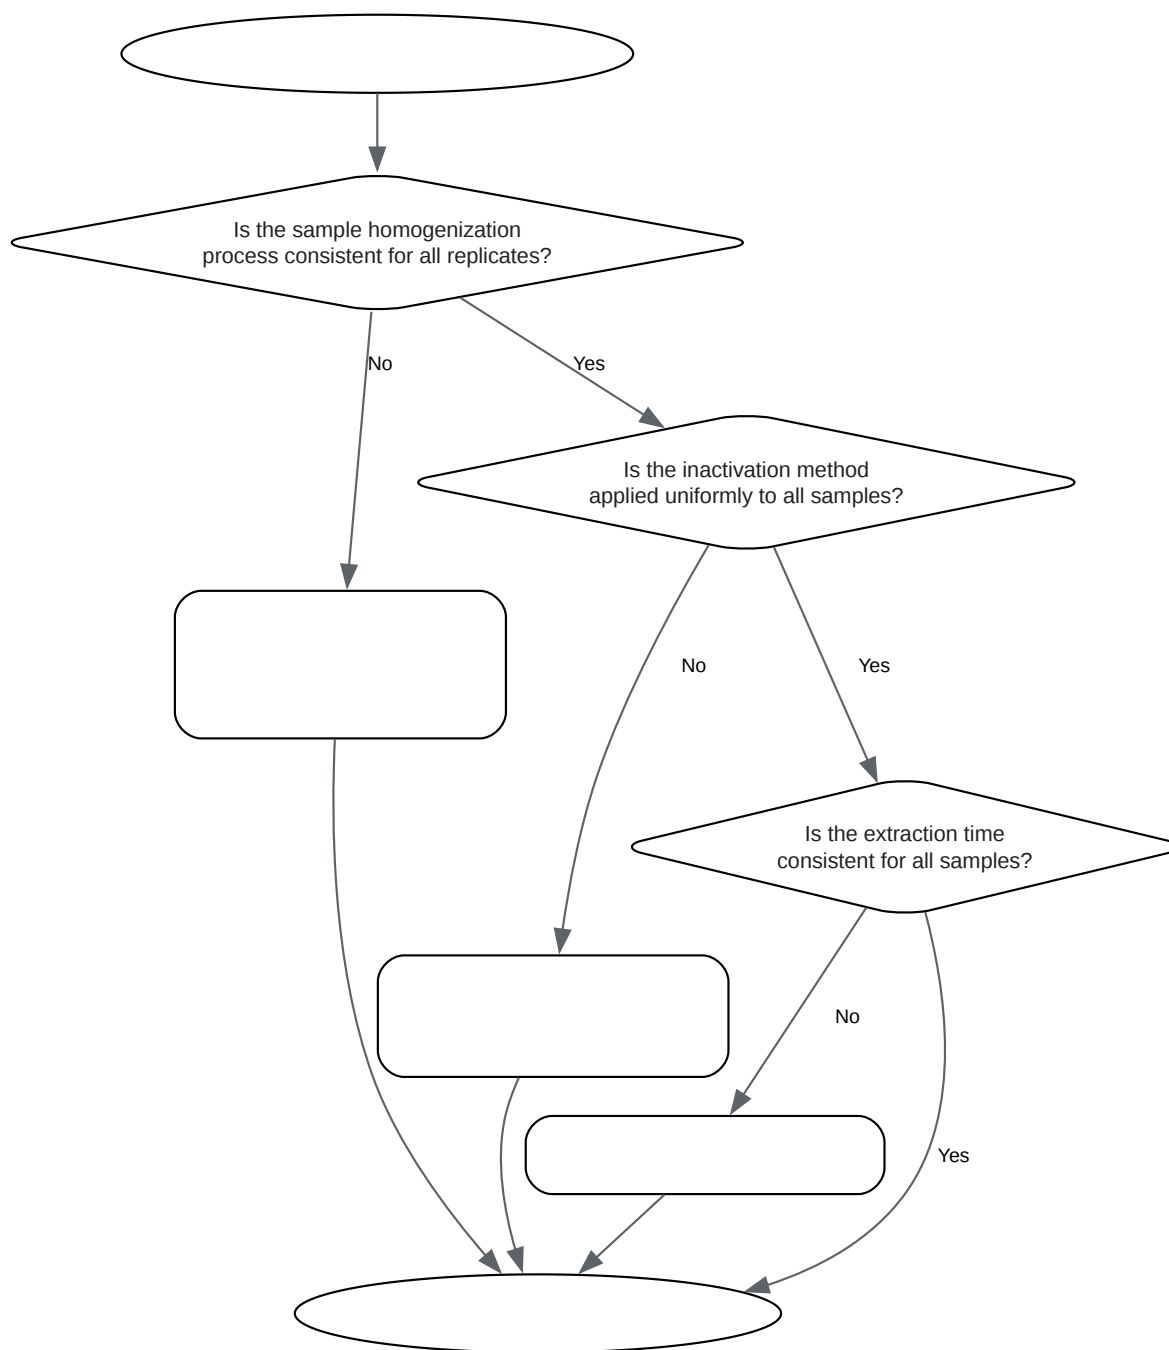 Is the sample homogenization
process consistent for all replicates?
No
Yes
Is the inactivation method
applied uniformly to all samples?
No
Yes
Is the extraction time
consistent for all samples?
No
Yes